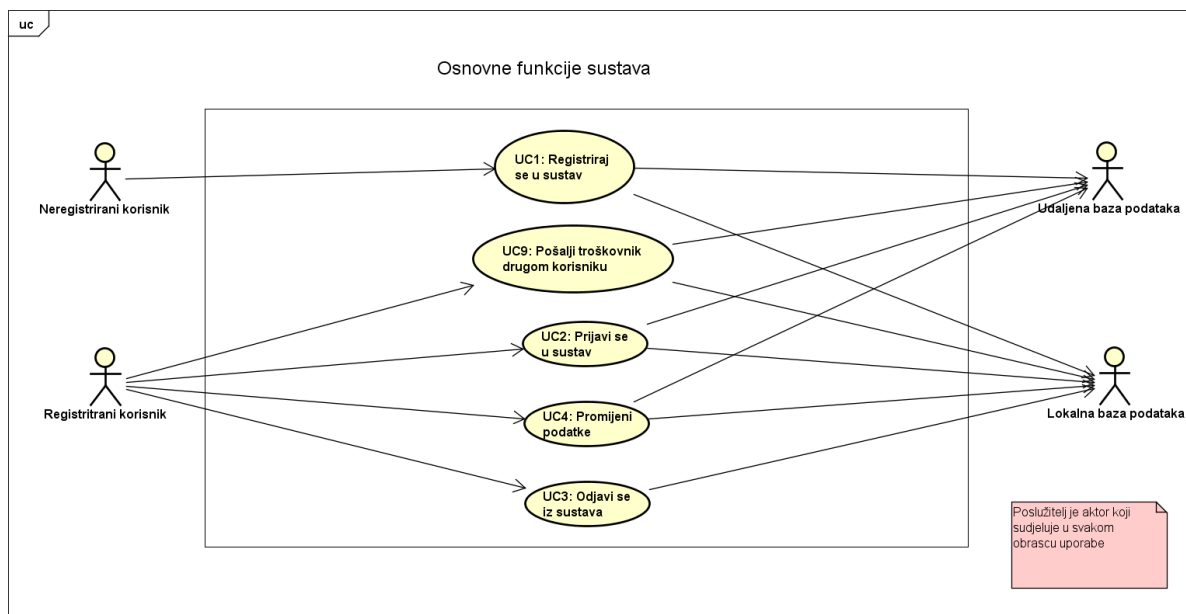 uc
Osnovne funkcije sustava
UC1: Registriraj
se u sustav
Neregistrirani korisnik
Udaljena baza podataka
UC9: Pošalji troškovnik
drugom korisniku
UC2: Prijavi se
u sustav
Registritrani korisnik
Lokalna baza podataka
UC4: Promijeni
podatke
UC3: Odjavi se
iz sustava
Poslužitelj je aktor koji
sudjeluje u svakom
obrascu uporabe